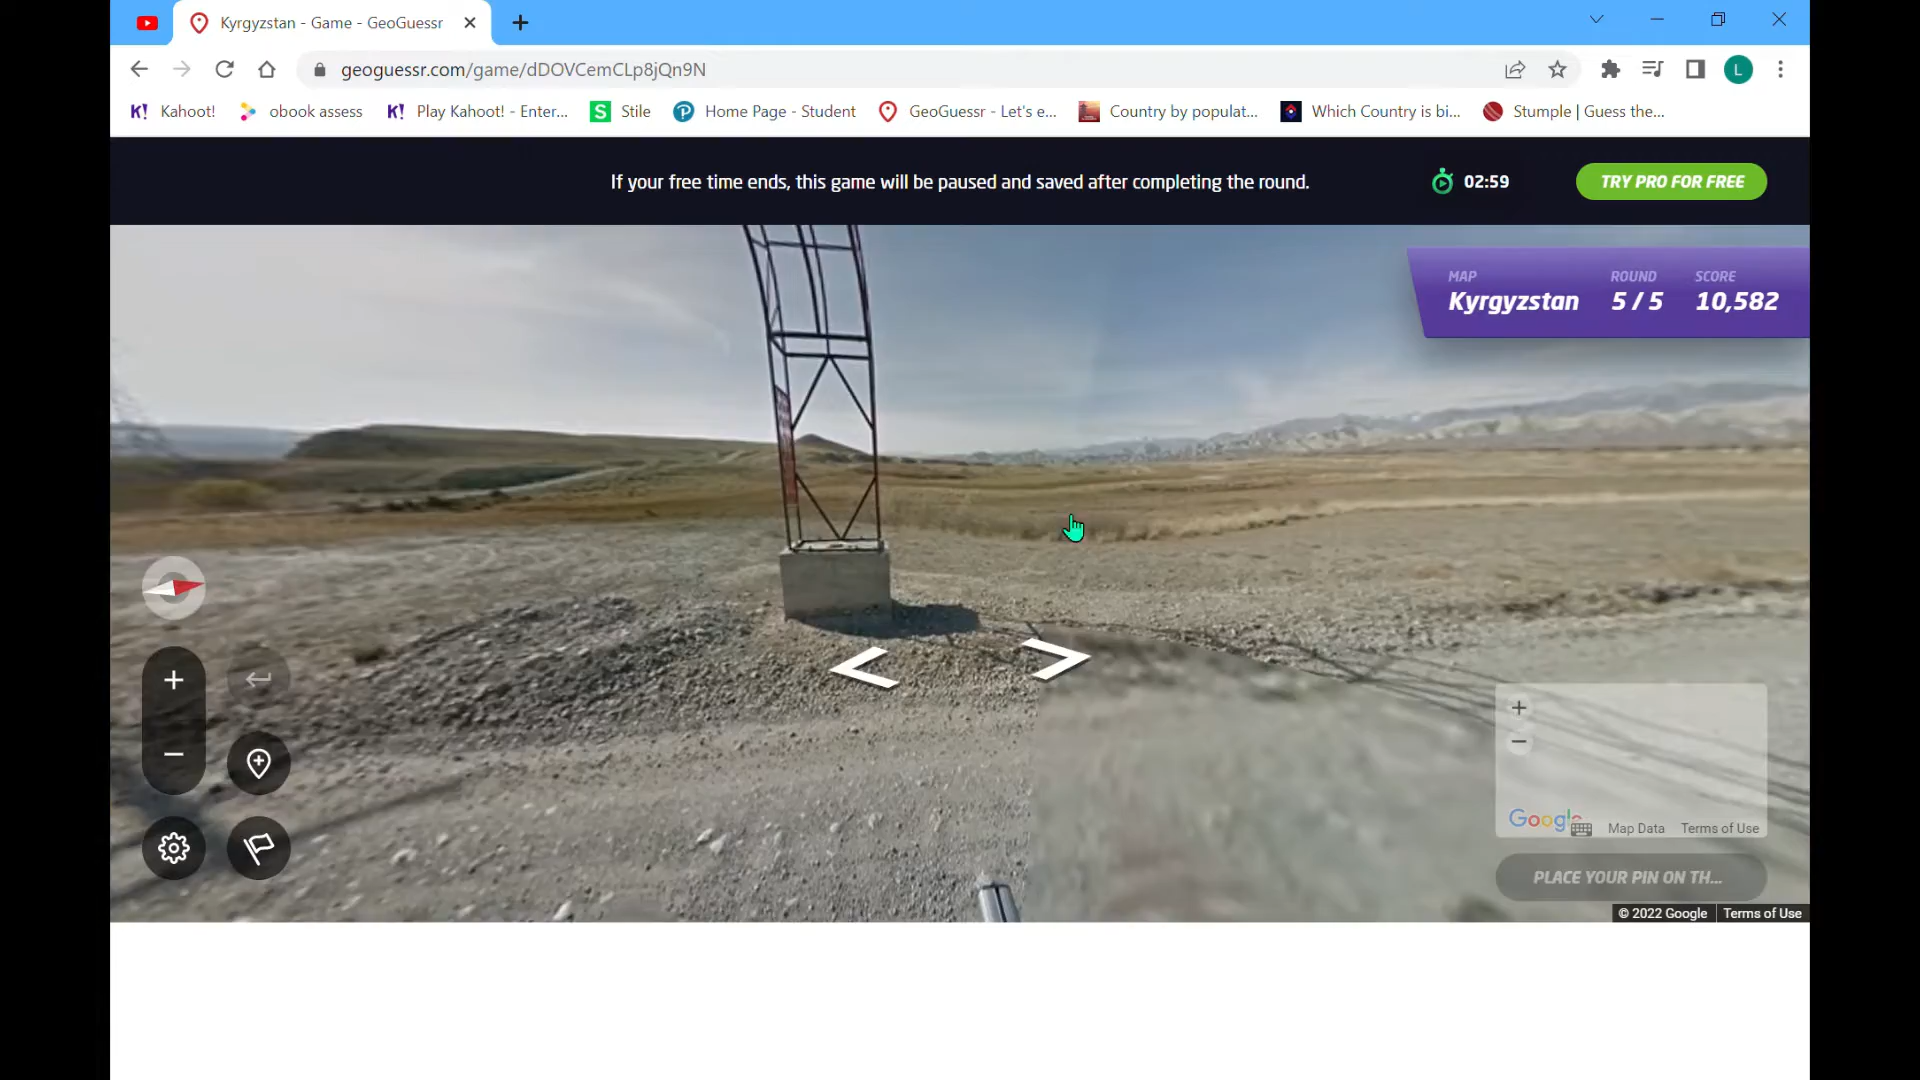 Kyrgyzstan - Game - GeoGuessr
geoguessr.com/game/dDOVCemCLp8jQn9N
L
K! Kahoot!
obook assess
K! Play Kahoot! - Enter...
S Stile
Home Page - Student
GeoGuessr - Let's e...
Country by populat...
Which Country is bi...
Stumple | Guess the...
If your free time ends, this game will be paused and saved after completing the round.
02:59
TRY PRO FOR FREE
MAP ROUND SCORE
Kyrgyzstan 5 / 5 10,582
Google
Map Data
Terms of Use
PLACE YOUR PIN ON TH...
© 2022 Google
Terms of Use